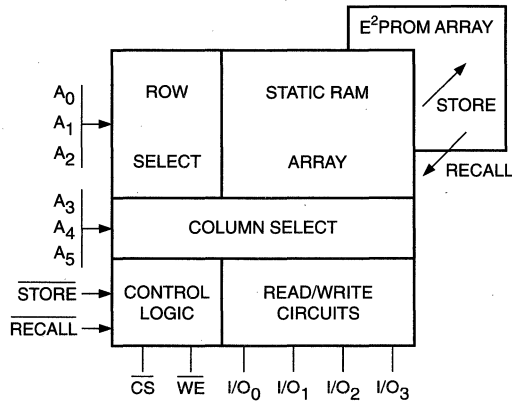 E²PROM ARRAY
STORE
RECALL
ROW
SELECT
STATIC RAM
ARRAY
A₀
A₁
A₂
A₃
A₄
A₅
COLUMN SELECT
STORE
RECALL
CONTROL
LOGIC
READ/WRITE
CIRCUITS
CS WE I/O₀ I/O₁ I/O₂ I/O₃